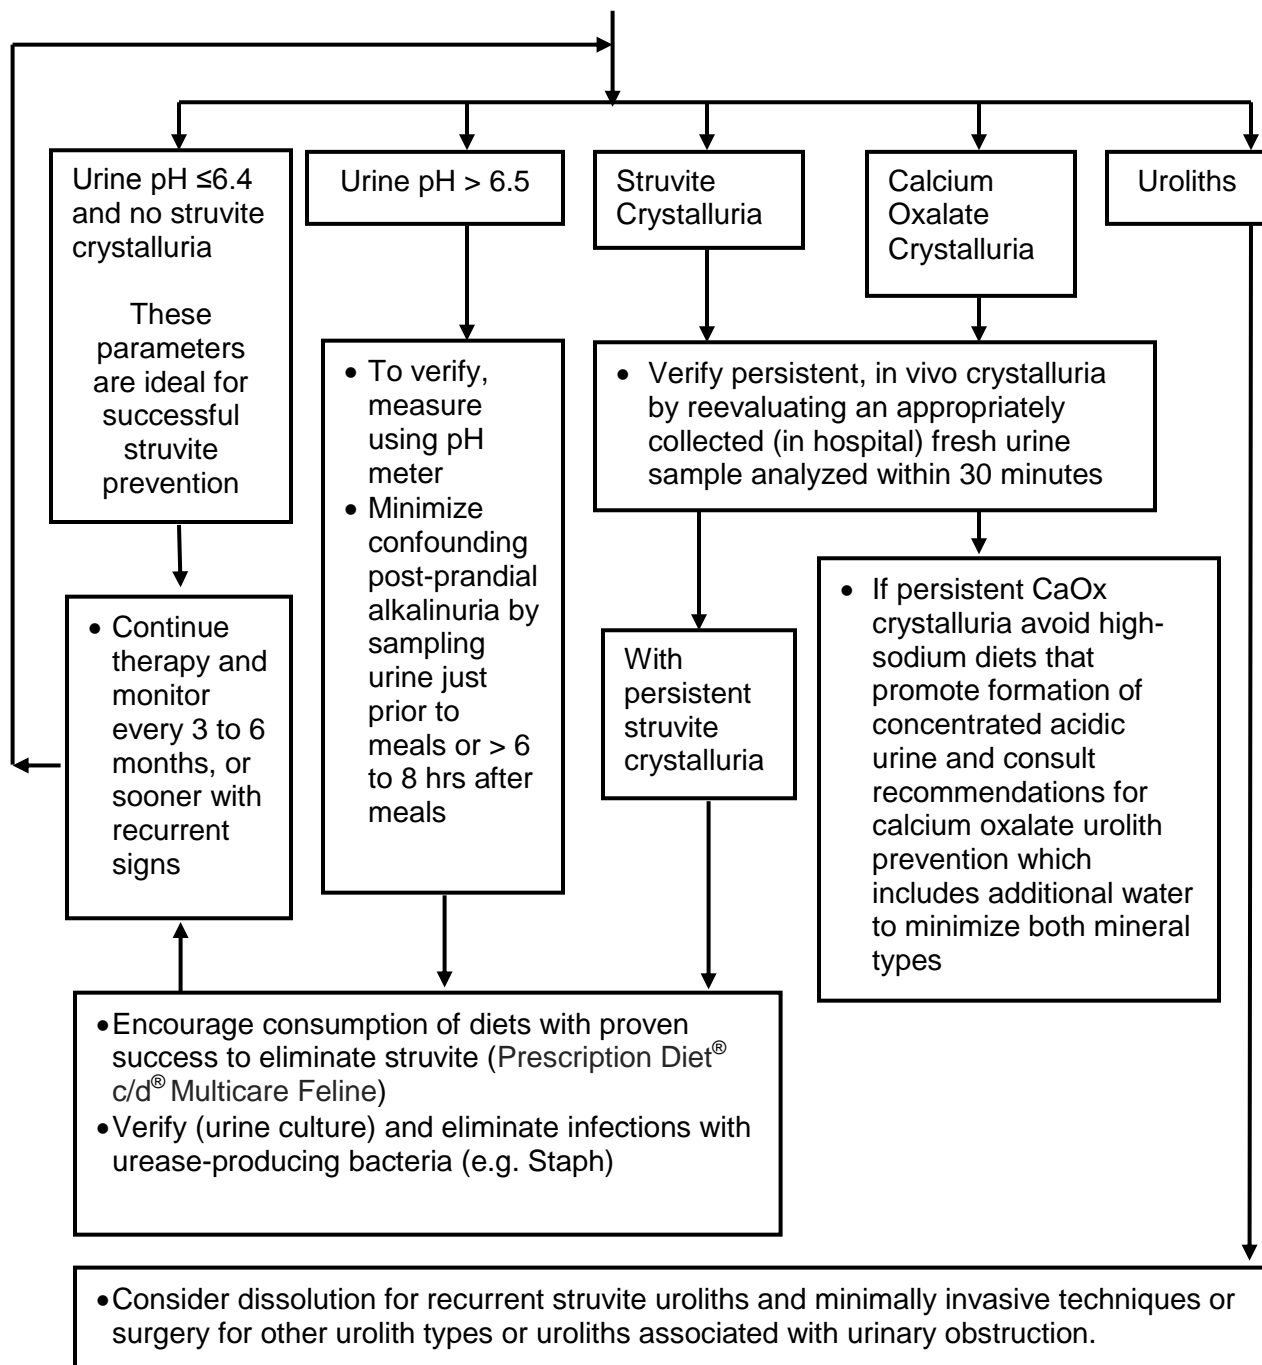 Urine pH ≤6.4
and no struvite
crystalluria
These
parameters
are ideal for
successful
struvite
prevention
Urine pH > 6.5
Struvite
Crystalluria
Calcium
Oxalate
Crystalluria
Uroliths
• To verify,
measure
using pH
meter
• Minimize
confounding
post-prandial
alkalinuria by
sampling
urine just
prior to
meals or > 6
to 8 hrs after
meals
• Verify persistent, in vivo crystalluria
by reevaluating an appropriately
collected (in hospital) fresh urine
sample analyzed within 30 minutes
• Continue
therapy and
monitor
every 3 to 6
months, or
sooner with
recurrent
signs
With
persistent
struvite
crystalluria
• If persistent CaOx
crystalluria avoid high-
sodium diets that
promote formation of
concentrated acidic
urine and consult
recommendations for
calcium oxalate urolith
prevention which
includes additional water
to minimize both mineral
types
• Encourage consumption of diets with proven
success to eliminate struvite (Prescription Diet®
c/d® Multicare Feline)
• Verify (urine culture) and eliminate infections with
urease-producing bacteria (e.g. Staph)
• Consider dissolution for recurrent struvite uroliths and minimally invasive techniques or
surgery for other urolith types or uroliths associated with urinary obstruction.